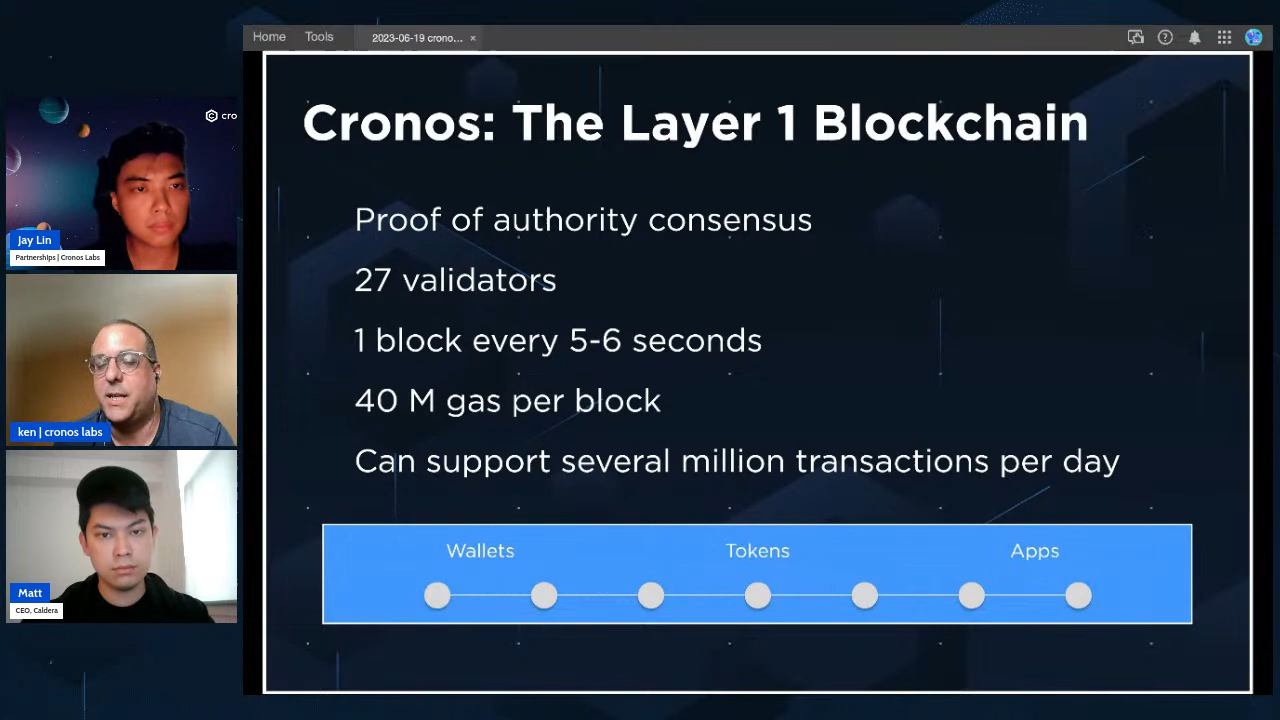 Home Tools 2023-06-19 crono... ×
Cronos: The Layer 1 Blockchain
Proof of authority consensus
27 validators
1 block every 5-6 seconds
40 M gas per block
Can support several million transactions per day
Wallets Tokens Apps
cro
Jay Lin
Partnerships | Cronos Labs
ken | cronos labs
Matt
CEO, Caldera